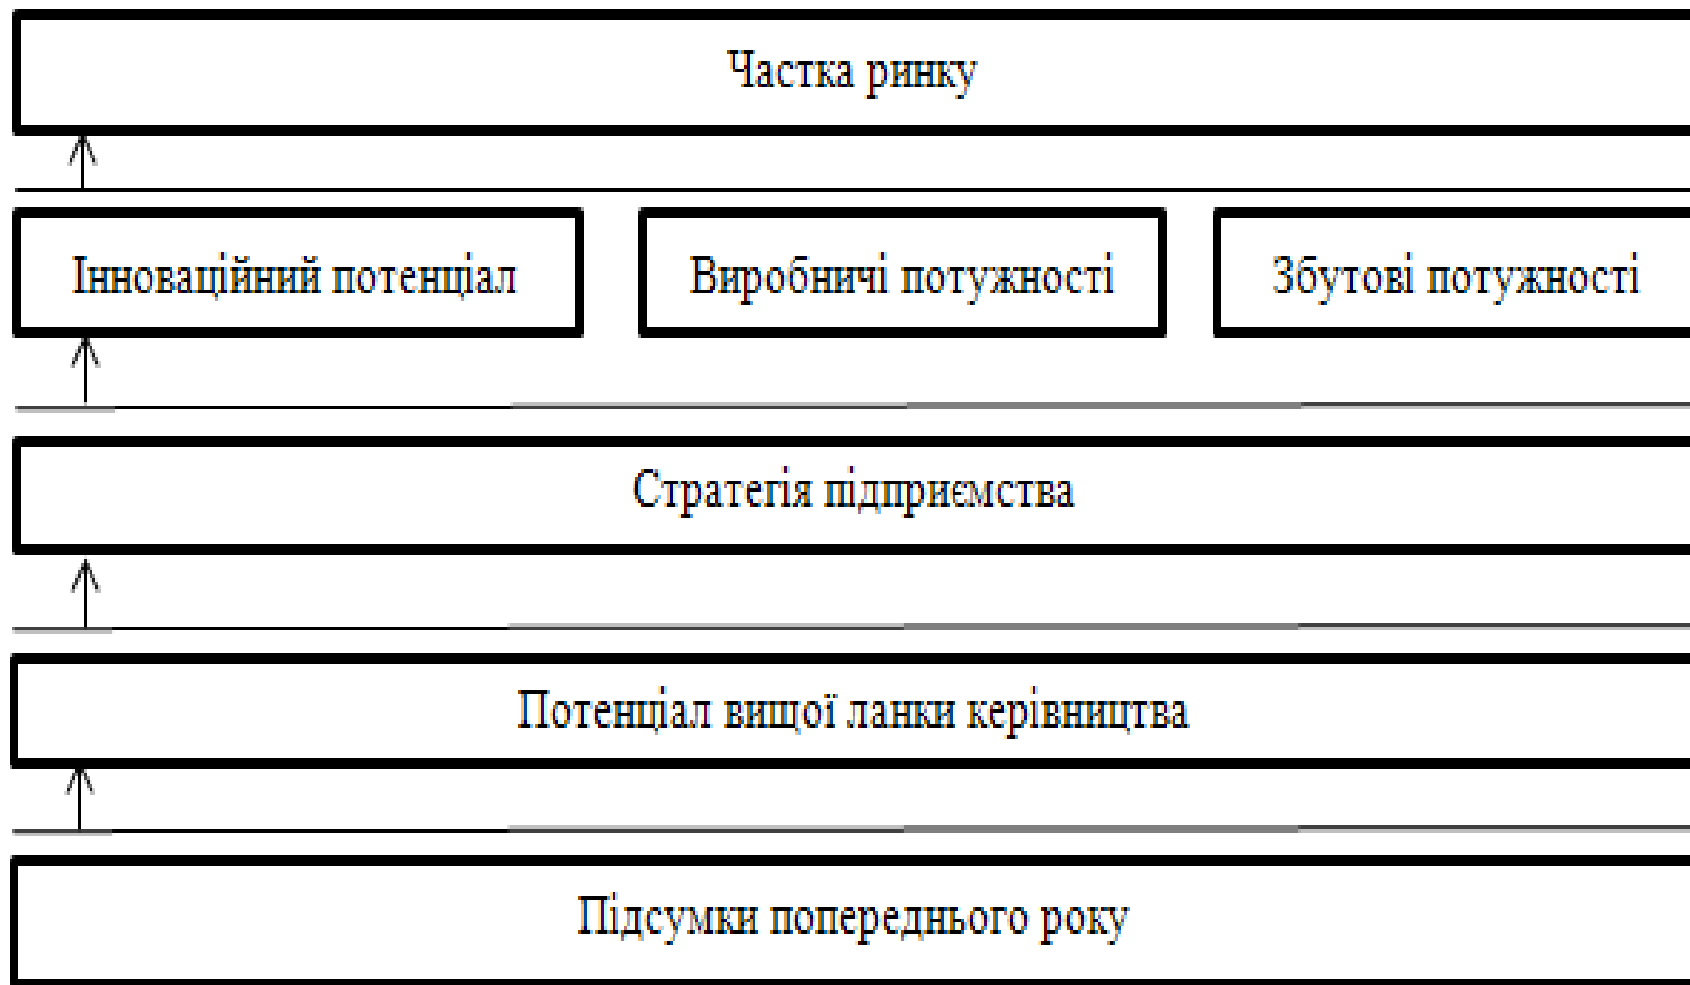 Частка ринку
Інноваційний потенціал
Виробничі потужності
Збутові потужності
Стратегія підприємства
Потенціал вищої ланки керівництва
Підсумки попереднього року